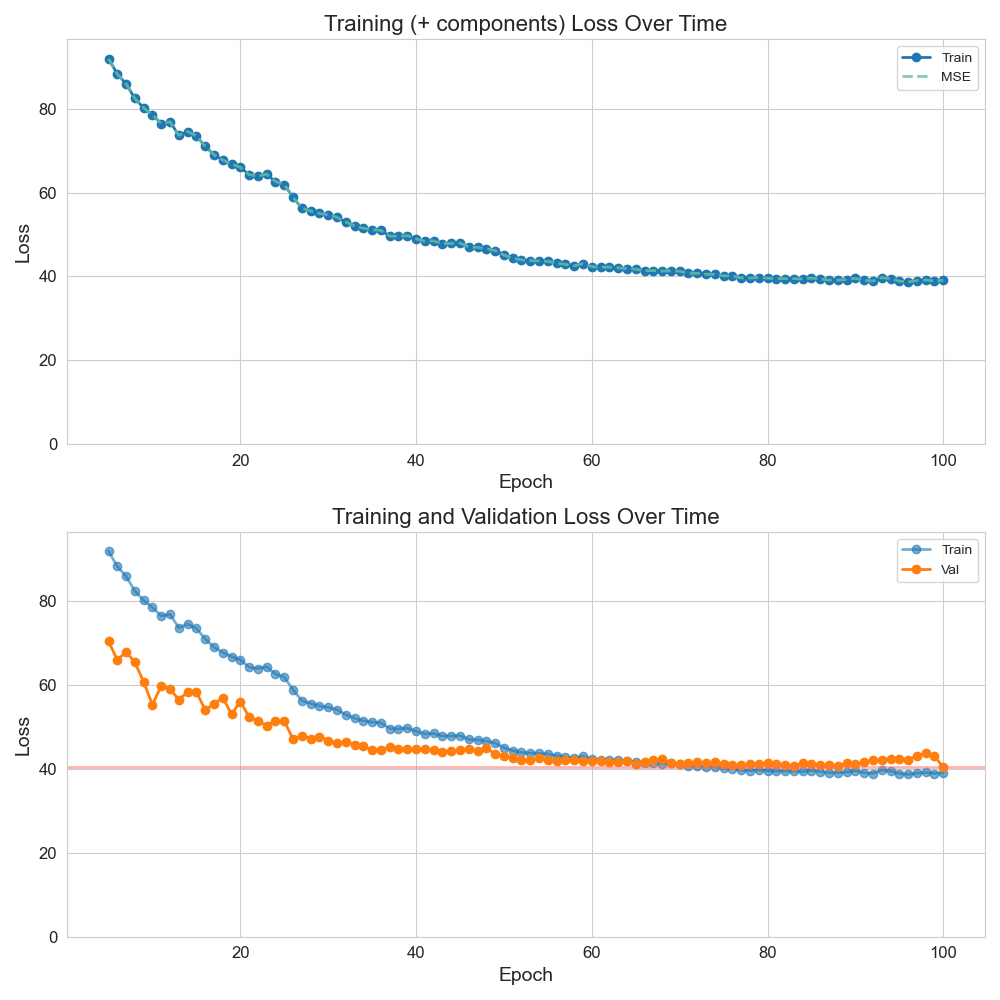 Training (+ components) Loss Over Time
Train
MSE
Loss
80
60
40
20
0
20 40 60 80 100
Epoch
Training and Validation Loss Over Time
Train
Val
Loss
80
60
40
20
0
20 40 60 80 100
Epoch